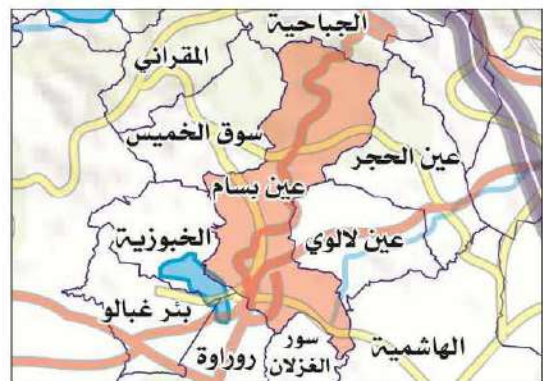 الجباحية
المقراني
سوق الخميس
عين الحجر
عين بسام
الخبوزية
عين لالوي
بئر غبالو
سور
الغزلان
روراوة
الهاشمية